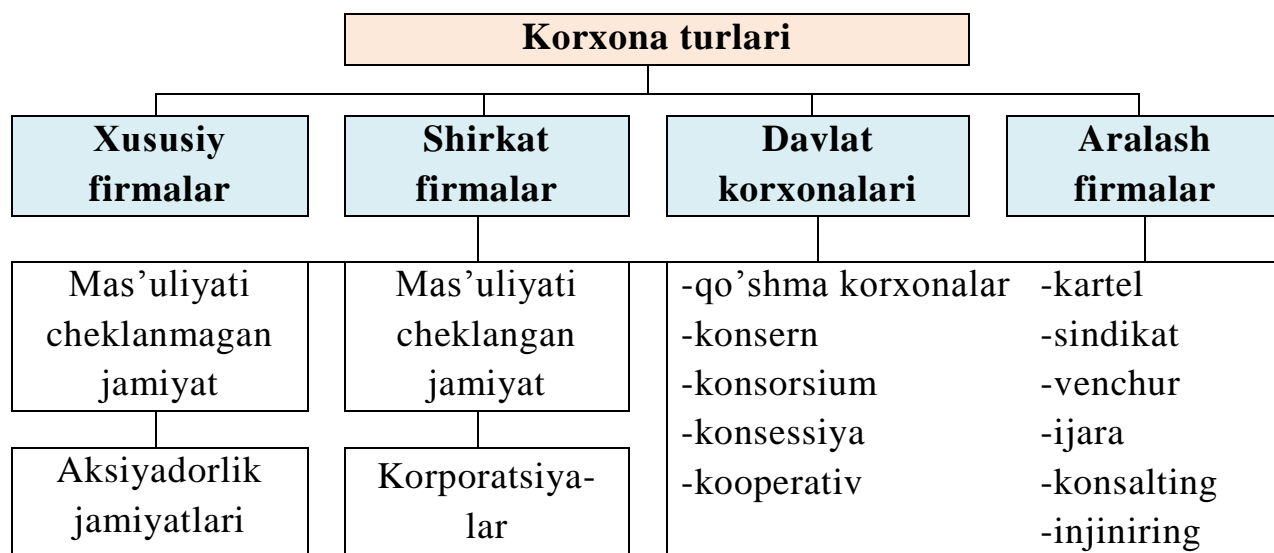 Korxona turlari
Xususiy
firmalar
Shirkat
firmalar
Davlat
korxonalari
Aralash
firmalar
Mas’uliyati
cheklanmagan
jamiyat
Mas’uliyati
cheklangan
jamiyat
-qo’shma korxonalar
-konsern
-konsorsium
-konsessiya
-kooperativ
-kartel
-sindikat
-venchur
-ijara
-konsalting
-injiniring
Aksiyadorlik
jamiyatlari
Korporatsiya-
lar